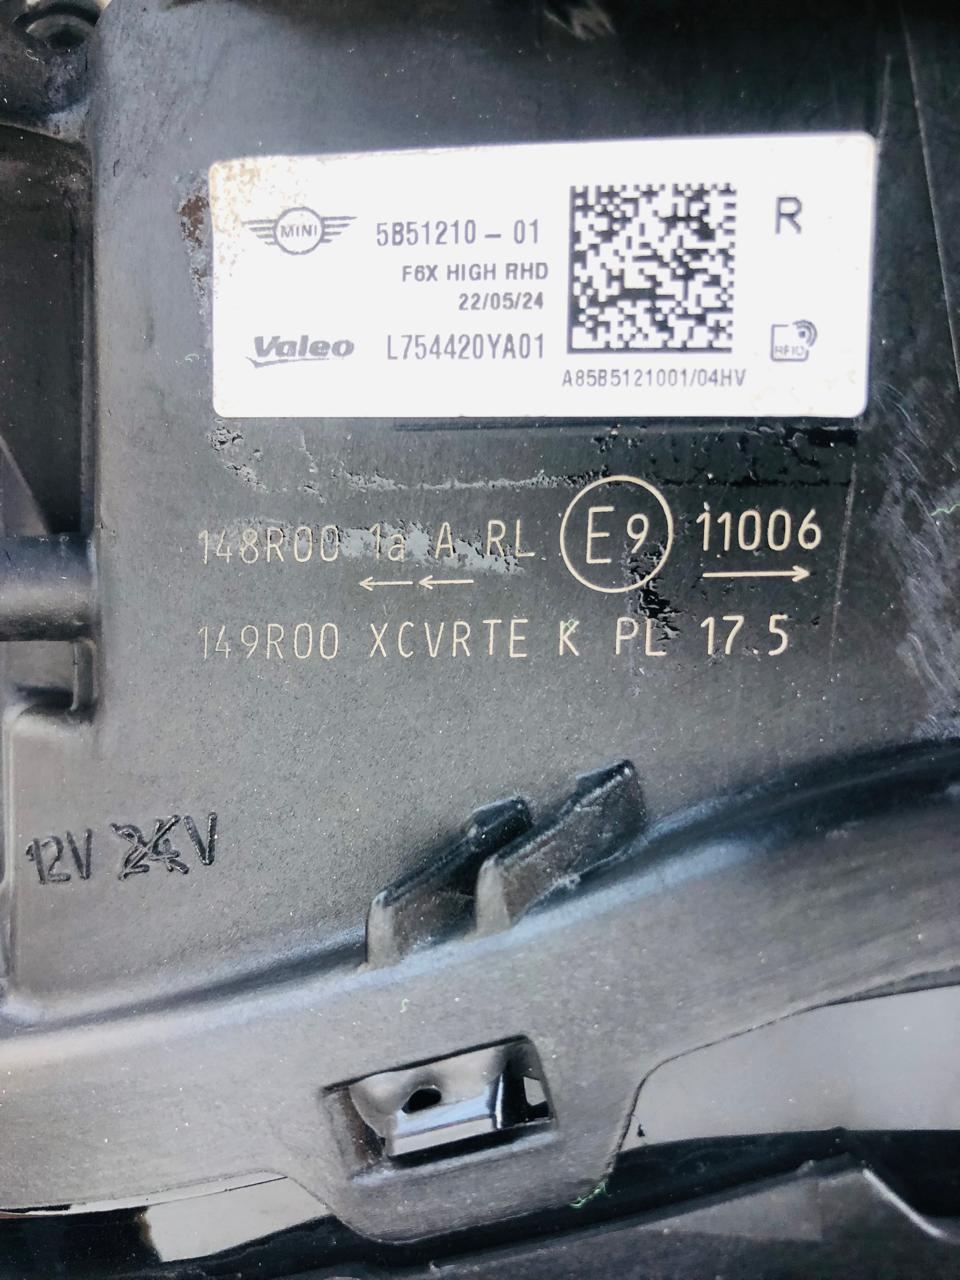 MINI
5B51210 - 01
F6X HIGH RHD
22/05/24
Valeo
L754420YA01
R
RFID
A85B5121001/04HV
148R00 1a A RL E9 11006
149R00 XCVRTE K PL 17.5
12V 24V